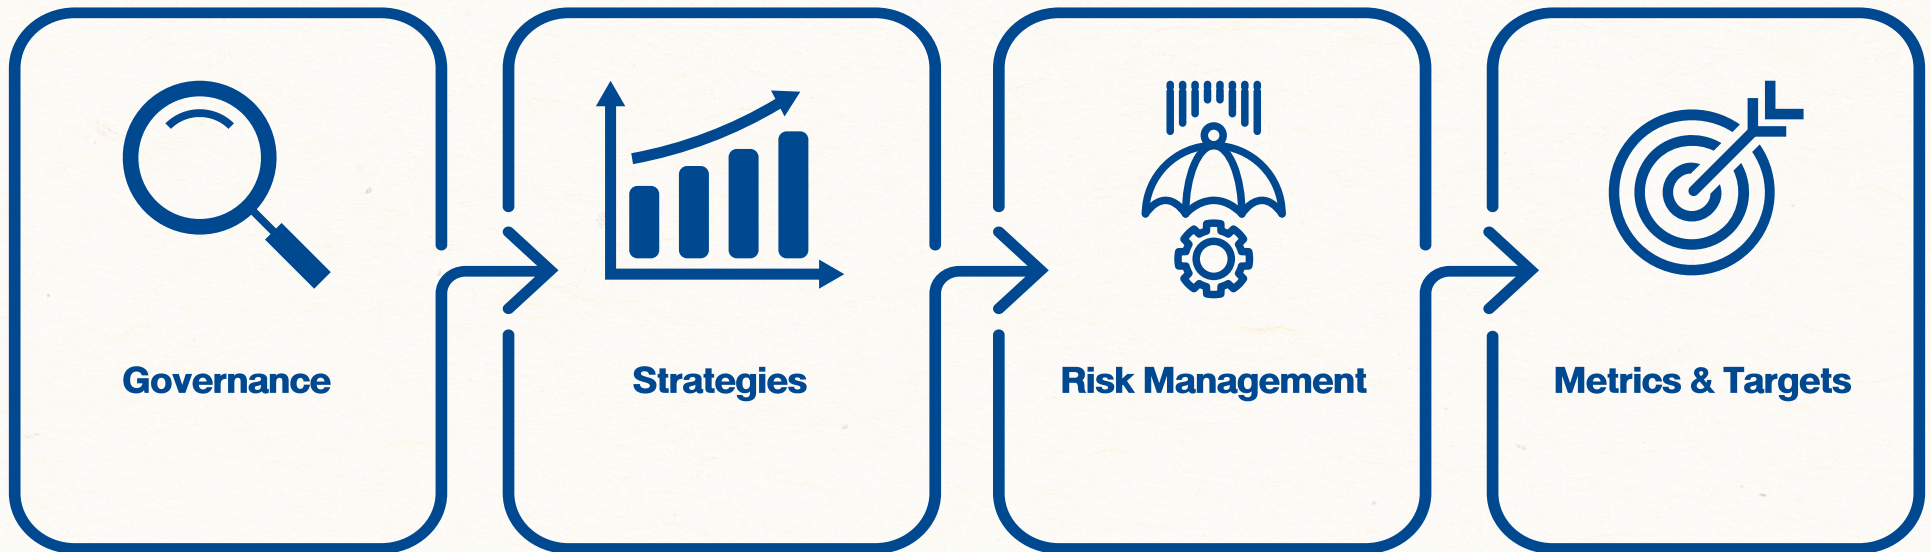 Governance
Strategies
Risk Management
Metrics & Targets